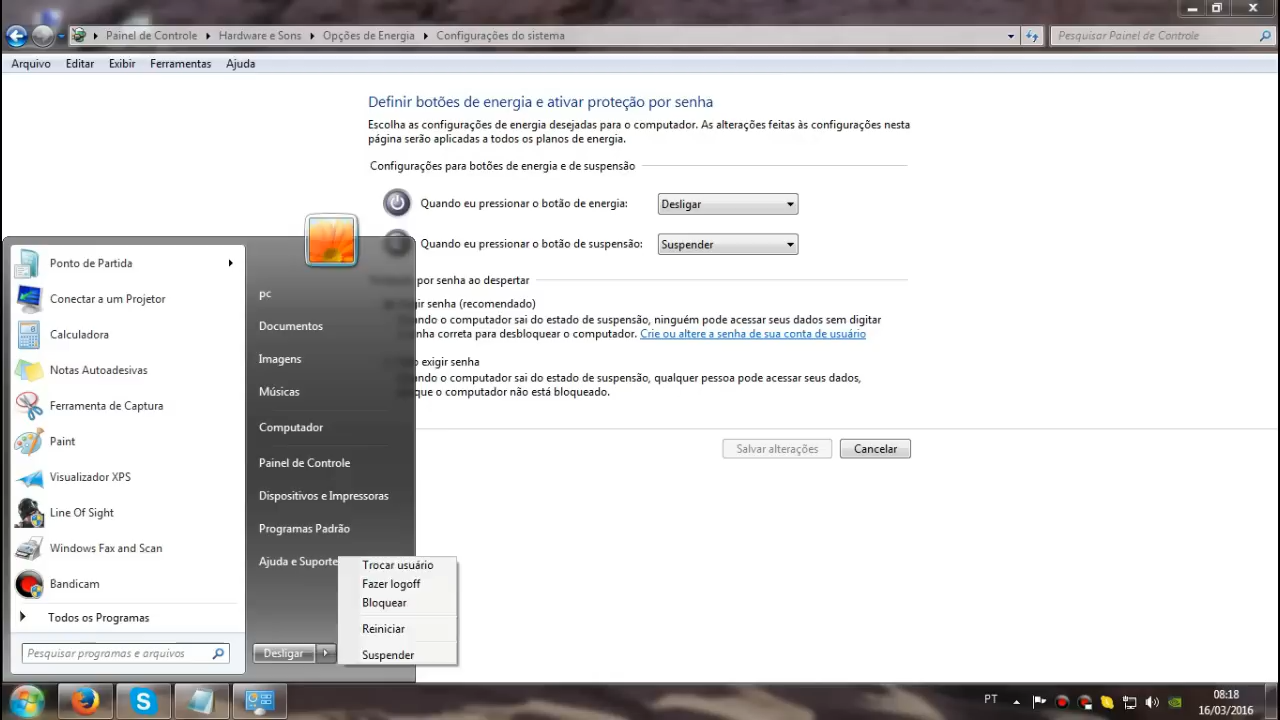 Painel de Controle
Hardware e Sons
Opções de Energia
Configurações do sistema
Pesquisar Painel de Controle
Arquivo
Editar
Exibir
Ferramentas
Ajuda
Definir botões de energia e ativar proteção por senha
Escolha as configurações de energia desejadas para o computador. As alterações feitas às configurações nesta
página serão aplicadas a todos os planos de energia.
Configurações para botões de energia e de suspensão
Quando eu pressionar o botão de energia:
Desligar
Quando eu pressionar o botão de suspensão:
Suspender
por senha ao despertar
senha (recomendado)
o computador sai do estado de suspensão, ninguém pode acessar seus dados sem digitar
correta para desbloquear o computador. Crie ou altere a senha de sua conta de usuário
exigir senha
o computador sai do estado de suspensão, qualquer pessoa pode acessar seus dados,
o computador não está bloqueado.
Salvar alterações
Cancelar
Ponto de Partida
Conectar a um Projetor
Calculadora
Notas Autoadesivas
Ferramenta de Captura
Paint
Visualizador XPS
Line Of Sight
Windows Fax and Scan
Bandicam
Todos os Programas
Pesquisar programas e arquivos
pc
Documentos
Imagens
Músicas
Computador
Painel de Controle
Dispositivos e Impressoras
Programas Padrão
Ajuda e Suporte
Desligar
Trocar usuário
Fazer logoff
Bloquear
Reiniciar
Suspender
PT
08:18
16/03/2016